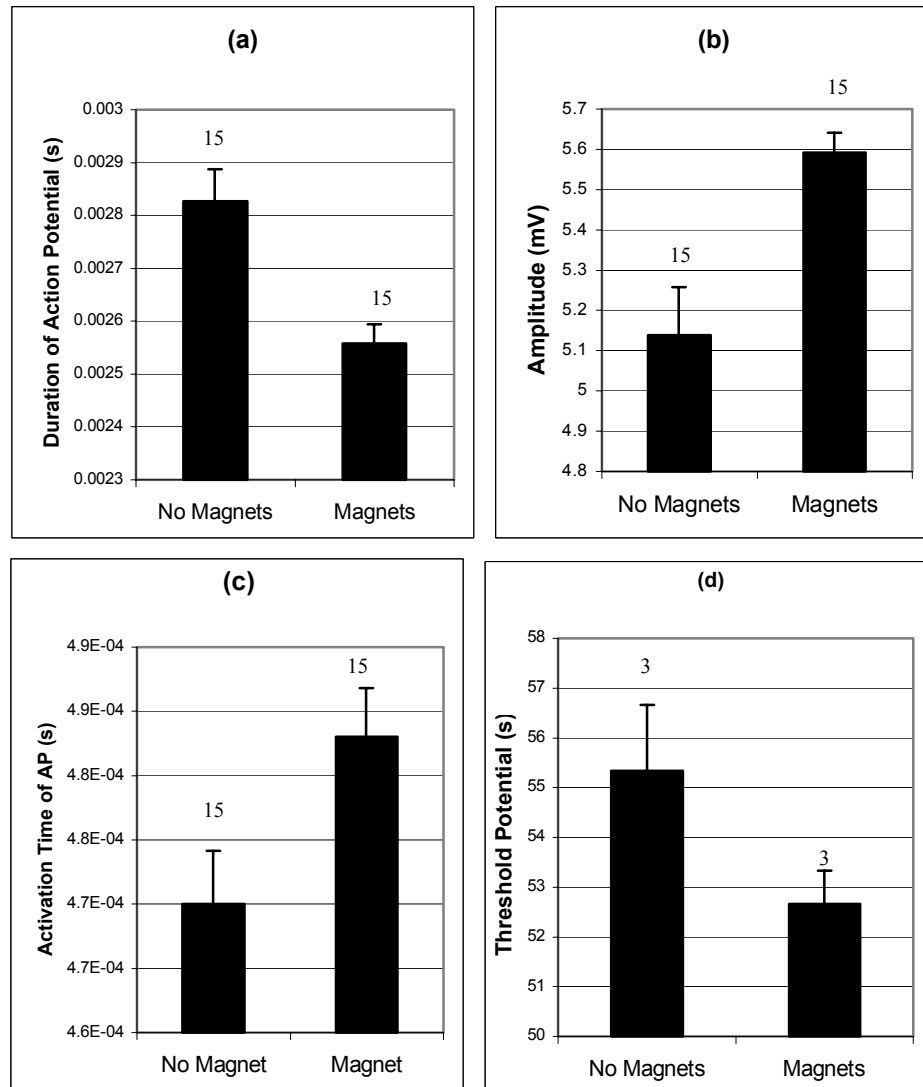 (a)
Duration of Action Potential (s)
0.003
0.0029
0.0028
0.0027
0.0026
0.0025
0.0024
0.0023
15
15
No Magnets
Magnets
(b)
Amplitude (mV)
5.7
5.6
5.5
5.4
5.3
5.2
5.1
5
4.9
4.8
15
15
No Magnets
Magnets
(c)
Activation Time of AP (s)
4.9E-04
4.9E-04
4.8E-04
4.8E-04
4.7E-04
4.7E-04
4.6E-04
15
15
No Magnet
Magnet
(d)
Threshold Potential (s)
58
57
56
55
54
53
52
51
50
3
3
No Magnets
Magnets